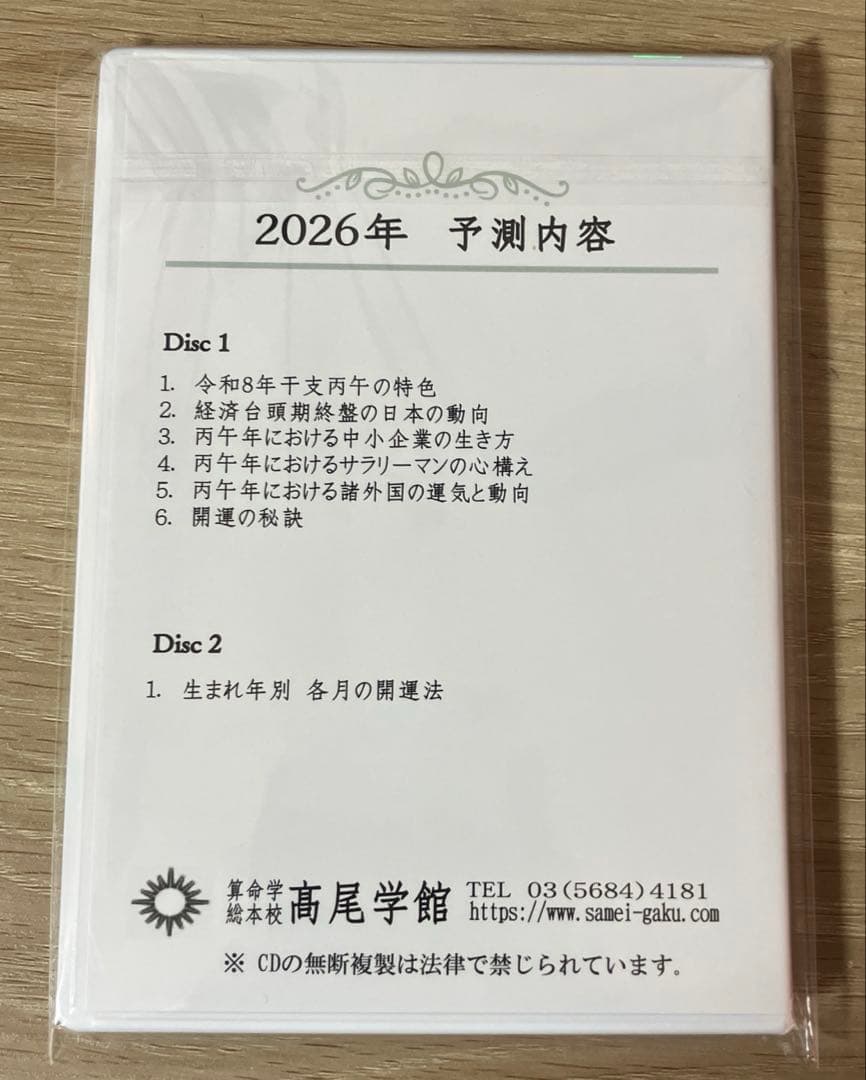 2026年 予測内容
Disc 1
1. 令和8年干支丙午の特色
2. 経済台頭期終盤の日本の動向
3. 丙午年における中小企業の生き方
4. 丙午年におけるサラリーマンの心構え
5. 丙午年における諸外国の運気と動向
6. 開運の秘訣
Disc 2
1. 生まれ年別 各月の開運法
算命学
総本校
髙尾学館
TEL 03(5684)4181
https://www.samei-gaku.com
※ CDの無断複製は法律で禁じられています。